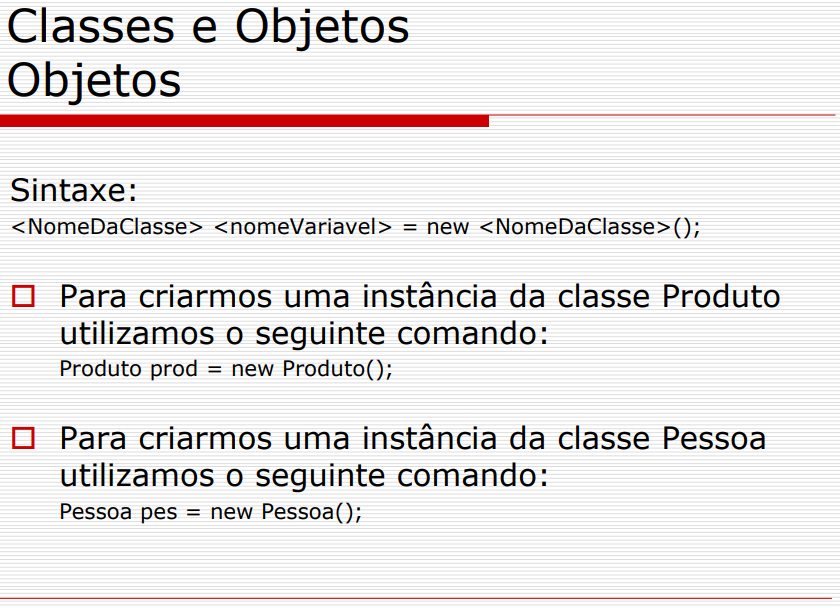 Classes e Objetos
Objetos
Sintaxe:
<NomeDaClasse> <nomeVariavel> = new <NomeDaClasse>();
Para criarmos uma instância da classe Produto
utilizamos o seguinte comando:
Produto prod = new Produto();
Para criarmos uma instância da classe Pessoa
utilizamos o seguinte comando:
Pessoa pes = new Pessoa();